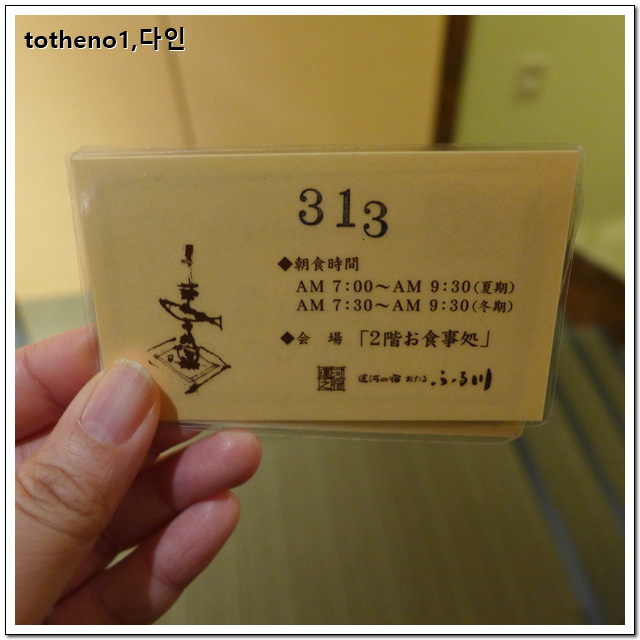 totheno1,다인
313
◆朝食時間
AM 7:00～AM 9:30(夏期)
AM 7:30～AM 9:30(冬期)
◆会 場 「2階お食事処」
運河の宿 おたる ふる川